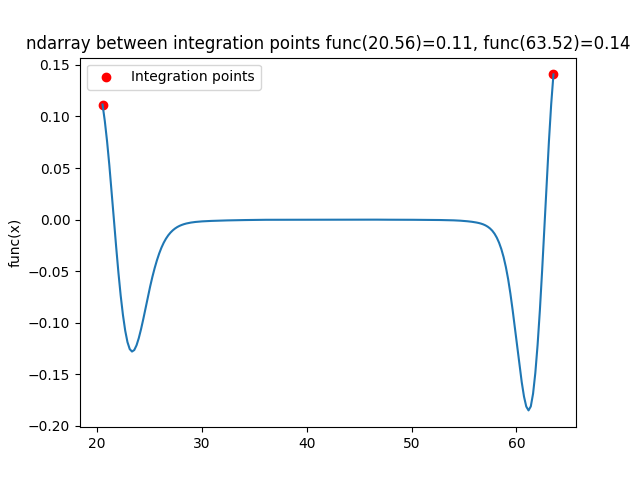 ndarray between integration points func(20.56)=0.11, func(63.52)=0.14
Integration points
func(x)
0.15
0.10
0.05
0.00
−0.05
−0.10
−0.15
−0.20
20 30 40 50 60